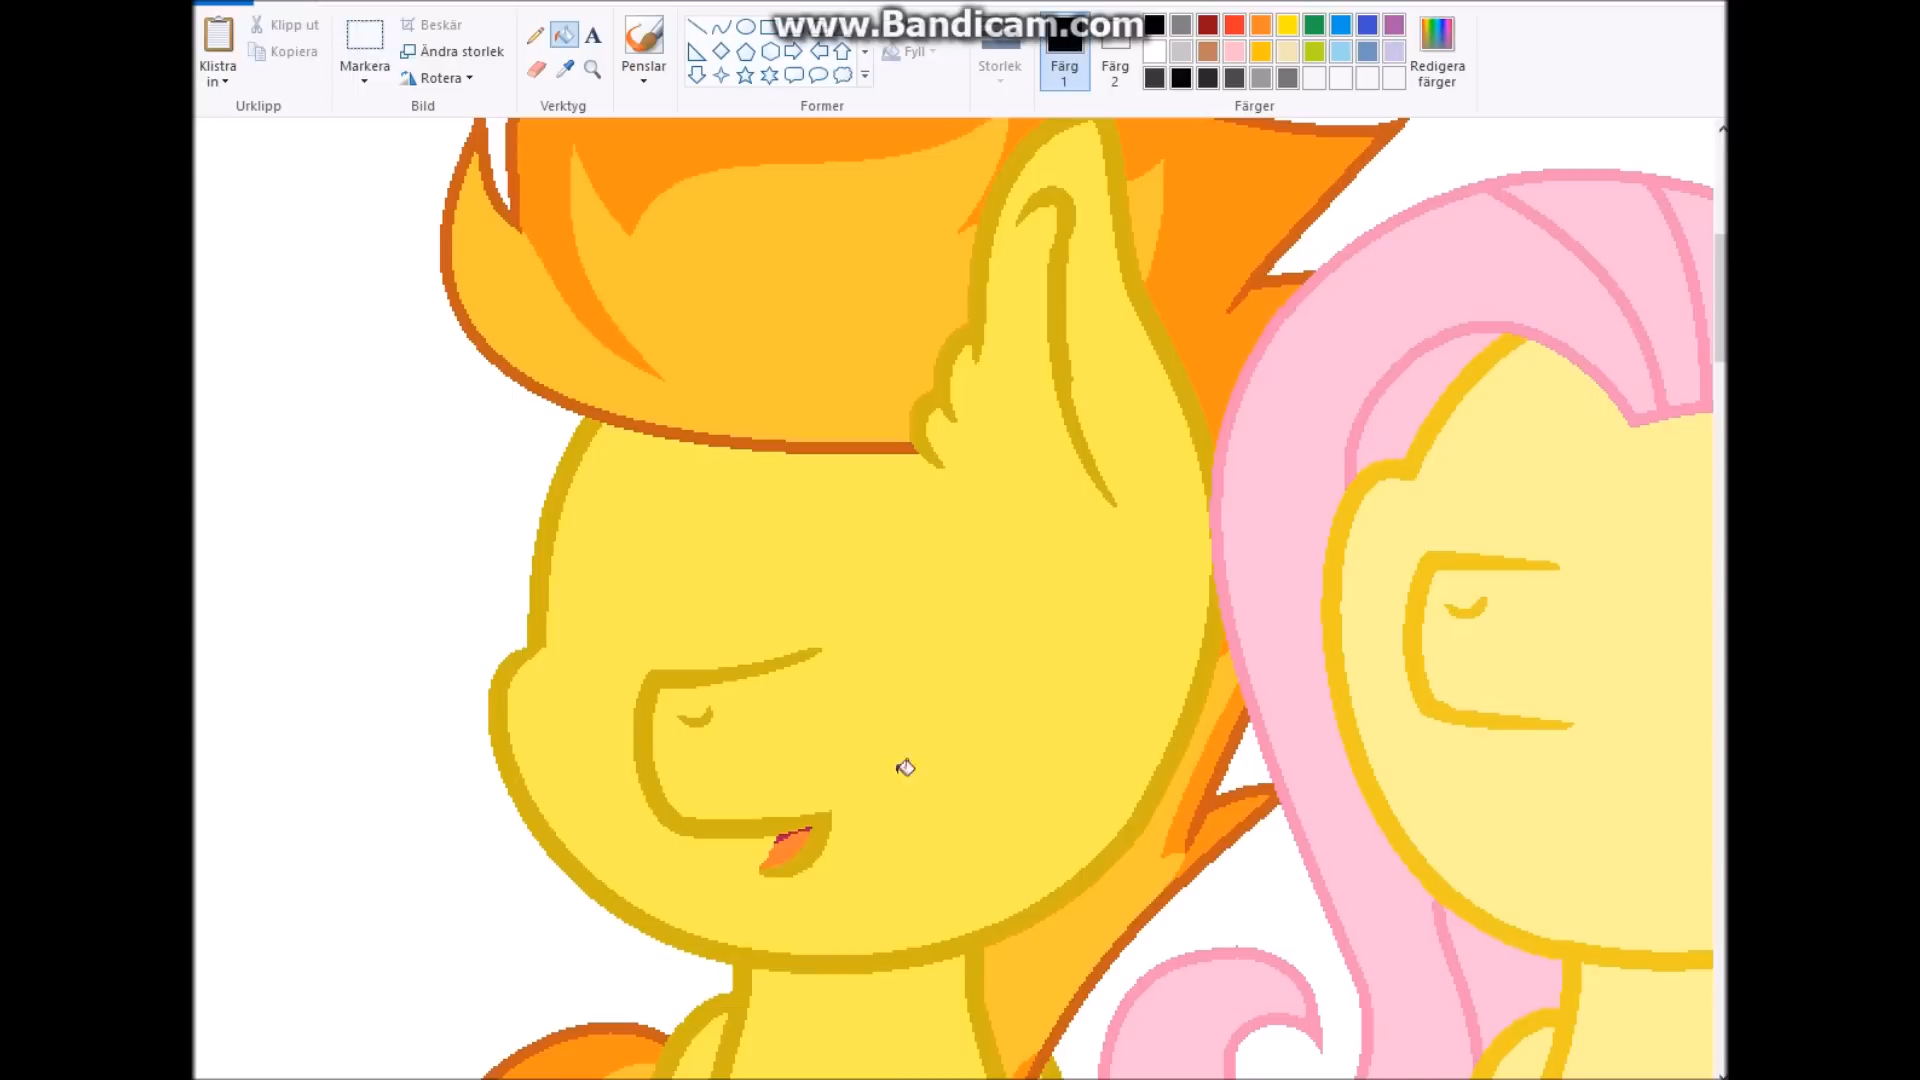 www.Bandicam.com
Klistra in
Klipp ut
Kopiera
Urklipp
Markera
Beskär
Ändra storlek
Rotera
Bild
A
Verktyg
Penslar
Fyll
Former
Storlek
Färg 1
Färg 2
Redigera färger
Färger